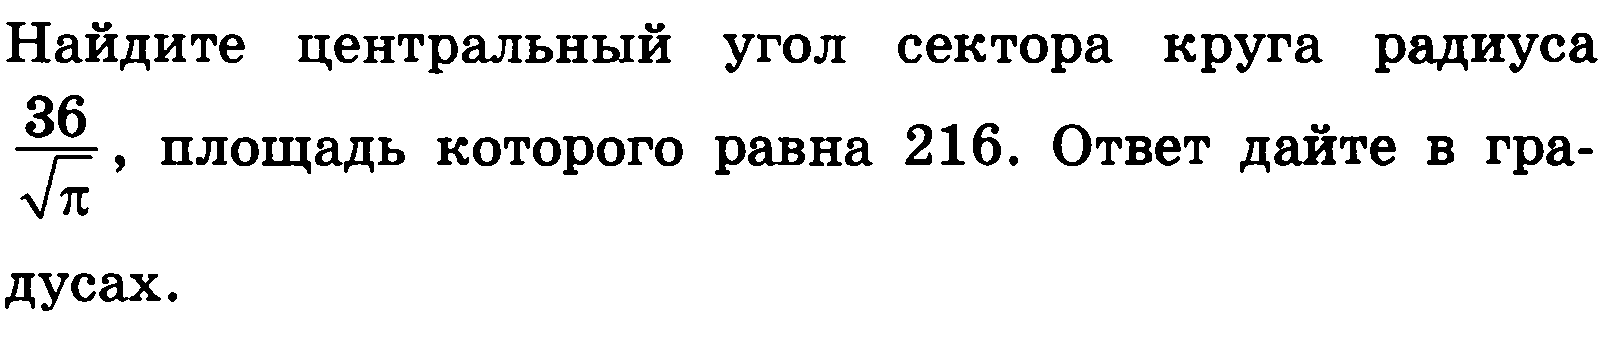 Найдите центральный угол сектора круга радиуса
36/√π, площадь которого равна 216. Ответ дайте в гра-
дусах.